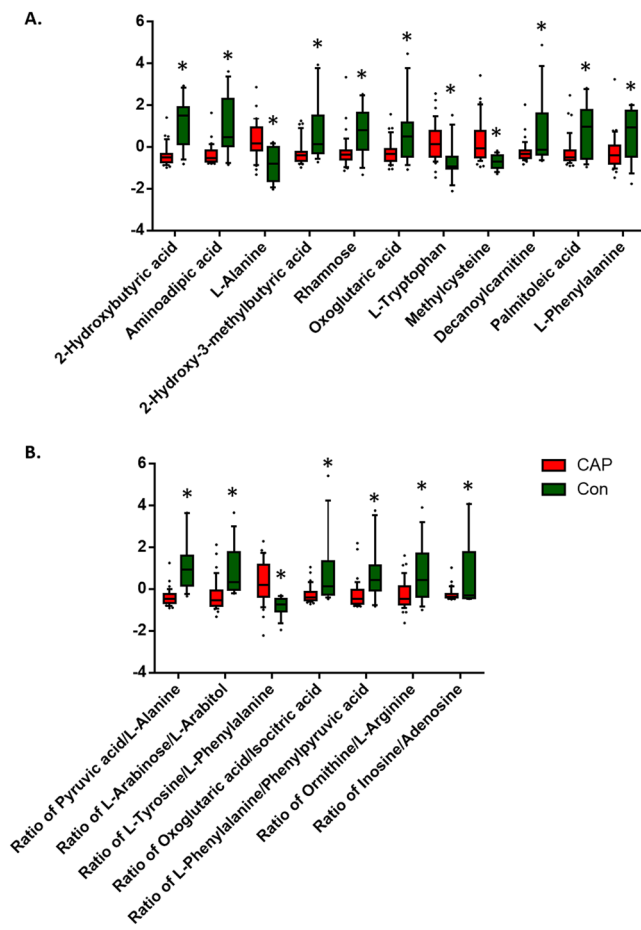 A.
6
4
2
0
-2
-4
* * * * * * * * * * *
2-Hydroxybutyric acid
Aminoadipic acid
L-Alanine
2-Hydroxy-3-methylbutyric acid
Rhamnose
Oxoglutaric acid
L-Tryptophan
Methylcysteine
Decanoylcarnitine
Palmitoleic acid
L-Phenylalanine
B.
6
4
2
0
-2
-4
* * * * * * *
CAP
Con
Ratio of Pyruvic acid/L-Alanine
Ratio of L-Arabinose/L-Arabitol
Ratio of L-Tyrosine/L-Phenylalanine
Ratio of Oxoglutaric acid/Isocitric acid
Ratio of L-Phenylalanine/Phenylpyruvic acid
Ratio of Ornithine/L-Arginine
Ratio of Inosine/Adenosine